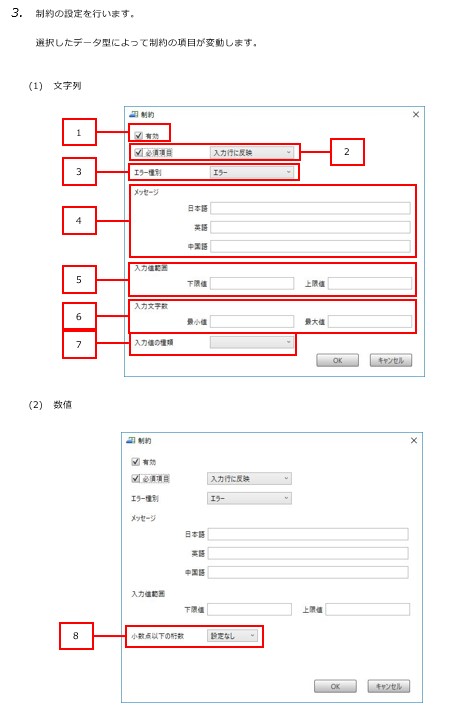 3. 制約の設定を行います。
選択したデータ型によって制約の項目が変動します。
(1) 文字列
制約
1
有効
必須項目 入力行に反映
2
3
エラー種別 エラー
4
メッセージ
日本語
英語
中国語
5
入力値範囲
下限値 上限値
6
入力文字数
最小値 最大値
7
入力値の種類
OK キャンセル
(2) 数値
制約
有効
必須項目 入力行に反映
エラー種別 エラー
メッセージ
日本語
英語
中国語
入力値範囲
下限値 上限値
8
小数点以下の桁数 設定なし
OK キャンセル